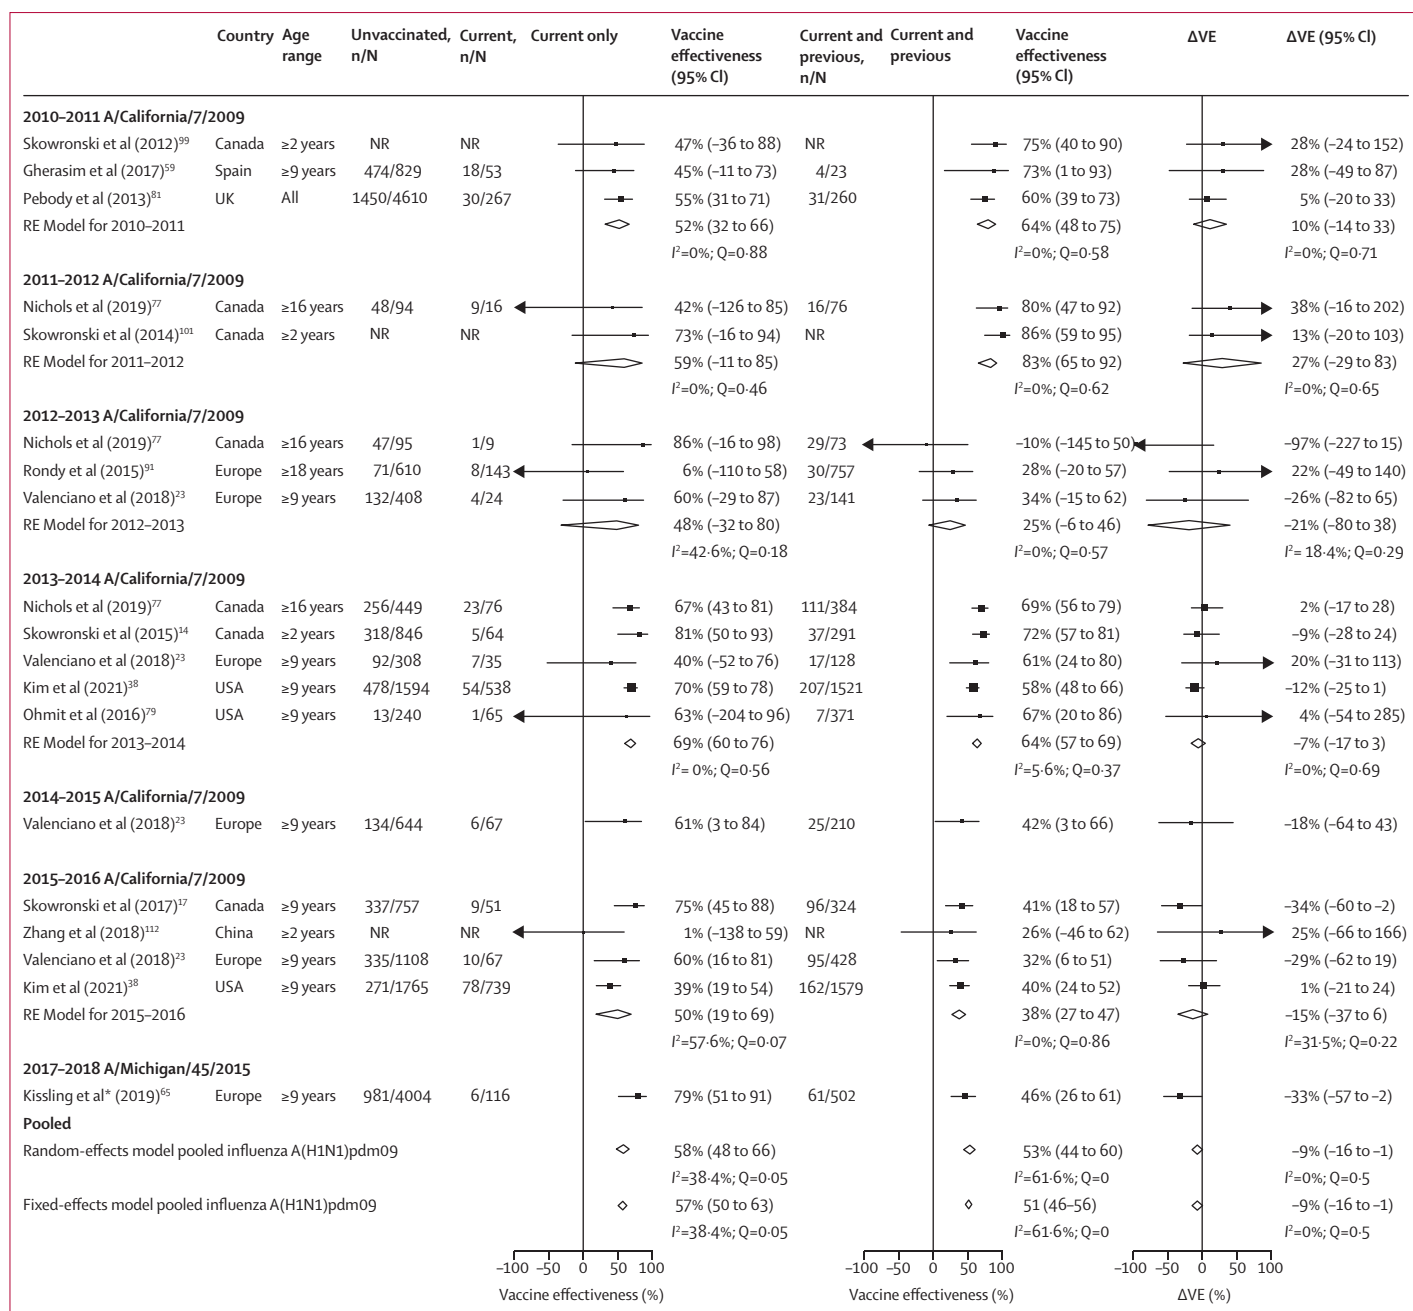 Country Age range Unvaccinated, n/N Current, n/N Current only Vaccine effectiveness (95% CI) Current and previous, n/N Current and previous Vaccine effectiveness (95% CI) ΔVE ΔVE (95% CI)
2010–2011 A/California/7/2009
Skowronski et al (2012)99 Canada ≥2 years NR NR 47% (–36 to 88) NR 75% (40 to 90) 28% (–24 to 152)
Gherasim et al (2017)59 Spain ≥9 years 474/829 18/53 45% (–11 to 73) 4/23 73% (1 to 93) 28% (–49 to 87)
Pebody et al (2013)81 UK All 1450/4610 30/267 55% (31 to 71) 31/260 60% (39 to 73) 5% (–20 to 33)
RE Model for 2010–2011 52% (32 to 66) 64% (48 to 75) 10% (–14 to 33)
I²=0%; Q=0·88 I²=0%; Q=0·58 I²=0%; Q=0·71
2011–2012 A/California/7/2009
Nichols et al (2019)77 Canada ≥16 years 48/94 9/16 42% (–126 to 85) 16/76 80% (47 to 92) 38% (–16 to 202)
Skowronski et al (2014)101 Canada ≥2 years NR NR 73% (–16 to 94) NR 86% (59 to 95) 13% (–20 to 103)
RE Model for 2011–2012 59% (–11 to 85) 83% (65 to 92) 27% (–29 to 83)
I²=0%; Q=0·46 I²=0%; Q=0·62 I²=0%; Q=0·65
2012–2013 A/California/7/2009
Nichols et al (2019)77 Canada ≥16 years 47/95 1/9 86% (–16 to 98) 29/73 –10% (–145 to 50) –97% (–227 to 15)
Rondy et al (2015)91 Europe ≥18 years 71/610 8/143 6% (–110 to 58) 30/757 28% (–20 to 57) 22% (–49 to 140)
Valenciano et al (2018)23 Europe ≥9 years 132/408 4/24 60% (–29 to 87) 23/141 34% (–15 to 62) –26% (–82 to 65)
RE Model for 2012–2013 48% (–32 to 80) 25% (–6 to 46) –21% (–80 to 38)
I²=42·6%; Q=0·18 I²=0%; Q=0·57 I²= 18·4%; Q=0·29
2013–2014 A/California/7/2009
Nichols et al (2019)77 Canada ≥16 years 256/449 23/76 67% (43 to 81) 111/384 69% (56 to 79) 2% (–17 to 28)
Skowronski et al (2015)14 Canada ≥2 years 318/846 5/64 81% (50 to 93) 37/291 72% (57 to 81) –9% (–28 to 24)
Valenciano et al (2018)23 Europe ≥9 years 92/308 7/35 40% (–52 to 76) 17/128 61% (24 to 80) 20% (–31 to 113)
Kim et al (2021)38 USA ≥9 years 478/1594 54/538 70% (59 to 78) 207/1521 58% (48 to 66) –12% (–25 to 1)
Ohmit et al (2016)79 USA ≥9 years 13/240 1/65 63% (–204 to 96) 7/371 67% (20 to 86) 4% (–54 to 285)
RE Model for 2013–2014 69% (60 to 76) 64% (57 to 69) –7% (–17 to 3)
I²= 0%; Q=0·56 I²=5·6%; Q=0·37 I²=0%; Q=0·69
2014–2015 A/California/7/2009
Valenciano et al (2018)23 Europe ≥9 years 134/644 6/67 61% (3 to 84) 25/210 42% (3 to 66) –18% (–64 to 43)
2015–2016 A/California/7/2009
Skowronski et al (2017)17 Canada ≥9 years 337/757 9/51 75% (45 to 88) 96/324 41% (18 to 57) –34% (–60 to –2)
Zhang et al (2018)112 China ≥2 years NR NR 1% (–138 to 59) NR 26% (–46 to 62) 25% (–66 to 166)
Valenciano et al (2018)23 Europe ≥9 years 335/1108 10/67 60% (16 to 81) 95/428 32% (6 to 51) –29% (–62 to 19)
Kim et al (2021)38 USA ≥9 years 271/1765 78/739 39% (19 to 54) 162/1579 40% (24 to 52) 1% (–21 to 24)
RE Model for 2015–2016 50% (19 to 69) 38% (27 to 47) –15% (–37 to 6)
I²=57·6%; Q=0·07 I²=0%; Q=0·86 I²=31·5%; Q=0·22
2017–2018 A/Michigan/45/2015
Kissling et al* (2019)65 Europe ≥9 years 981/4004 6/116 79% (51 to 91) 61/502 46% (26 to 61) –33% (–57 to –2)
Pooled
Random-effects model pooled influenza A(H1N1)pdm09 58% (48 to 66) 53% (44 to 60) –9% (–16 to –1)
I²=38·4%; Q=0·05 I²=61·6%; Q=0 I²=0%; Q=0·5
Fixed-effects model pooled influenza A(H1N1)pdm09 57% (50 to 63) 51 (46–56) –9% (–16 to –1)
I²=38·4%; Q=0·05 I²=61·6%; Q=0 I²=0%; Q=0·5
–100 –50 0 50 100 –100 –50 0 50 100 –100 –50 0 50 100
Vaccine effectiveness (%) Vaccine effectiveness (%) ΔVE (%)